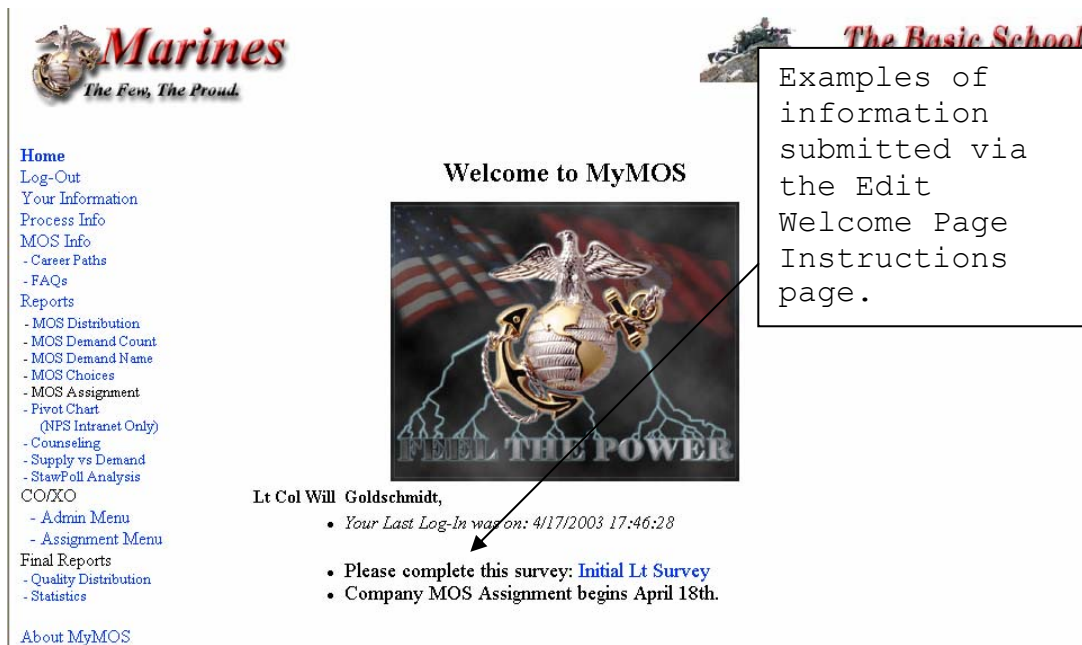 Marines
The Few, The Proud.
The Basic School
Examples of
information
submitted via
the Edit
Welcome Page
Instructions
page.
Home
Log-Out
Your Information
Process Info
MOS Info
- Career Paths
- FAQs
Reports
- MOS Distribution
- MOS Demand Count
- MOS Demand Name
- MOS Choices
- MOS Assignment
- Pivot Chart
(NPS Intranet Only)
- Counseling
- Supply vs Demand
- StawPoll Analysis
CO/XO
- Admin Menu
- Assignment Menu
Final Reports
- Quality Distribution
- Statistics
About MyMOS
Welcome to MyMOS
FEEL THE POWER
Lt Col Will Goldschmidt,
• Your Last Log-In was on: 4/17/2003 17:46:28
• Please complete this survey: Initial Lt Survey
• Company MOS Assignment begins April 18th.